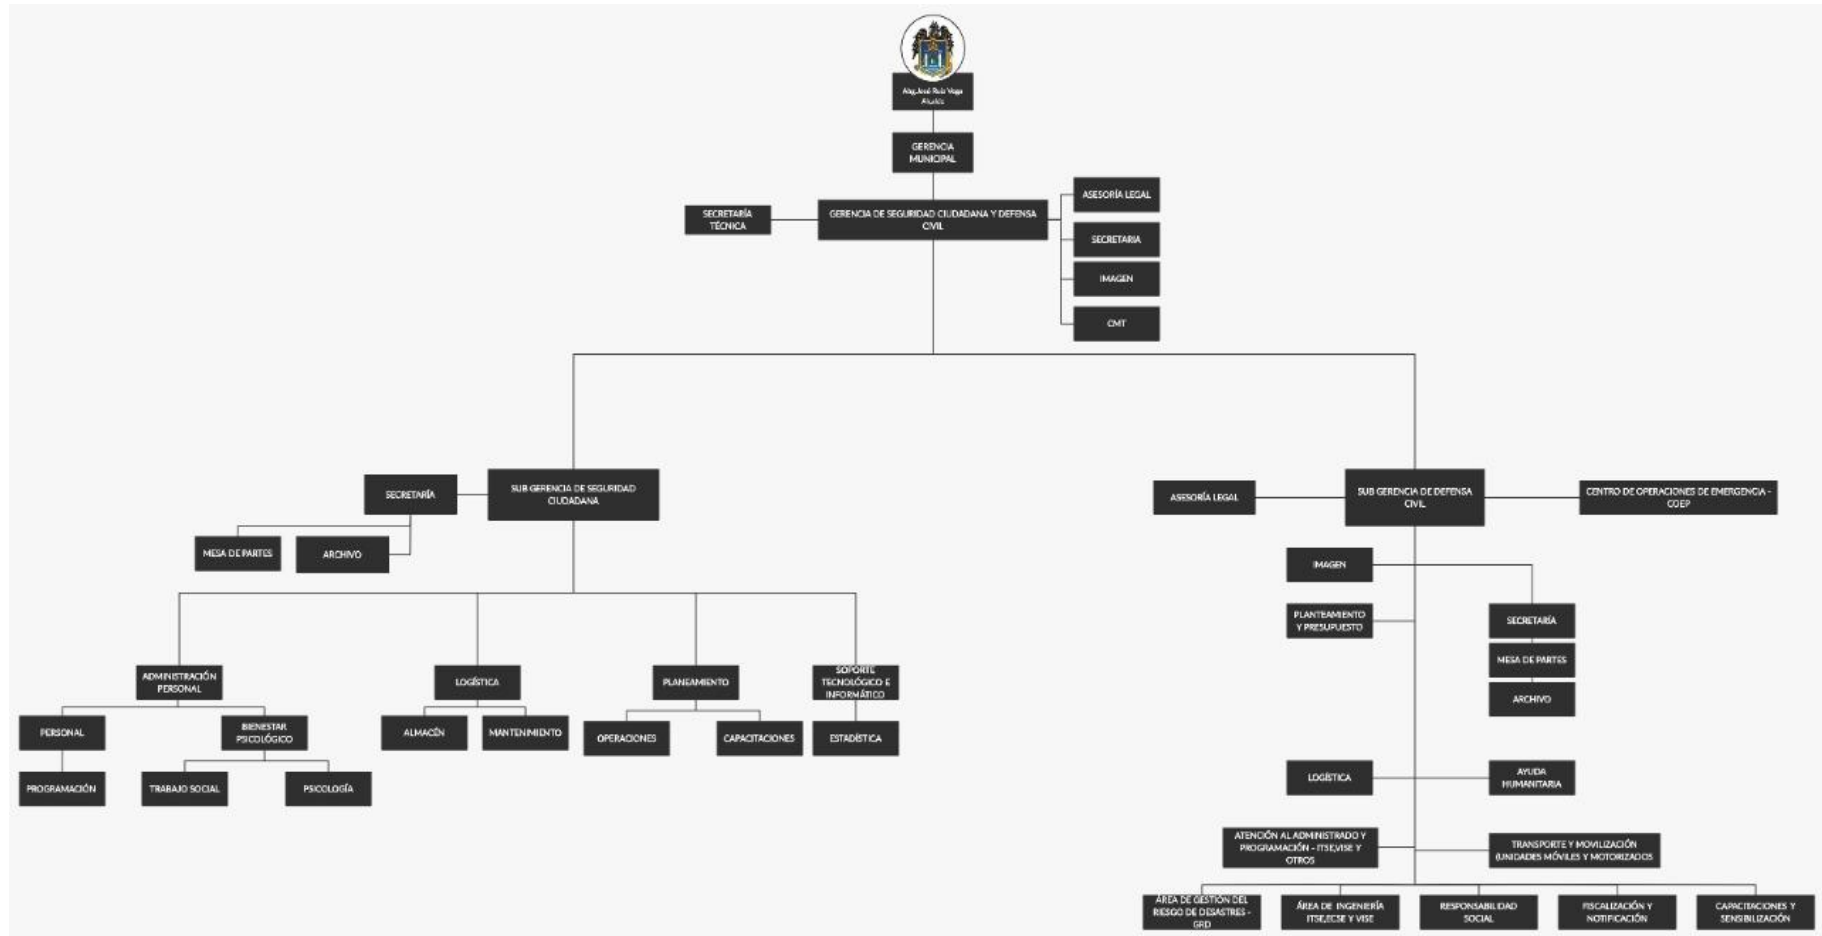 Abg.José Ruiz Vega
Alcalde
GERENCIA
MUNICIPAL
SECRETARÍA
TÉCNICA
GERENCIA DE SEGURIDAD CIUDADANA Y DEFENSA
CIVIL
ASESORÍA LEGAL
SECRETARIA
IMAGEN
CMT
SECRETARÍA
SUB GERENCIA DE SEGURIDAD
CIUDADANA
MESA DE PARTES
ARCHIVO
ADMINISTRACIÓN
PERSONAL
LOGÍSTICA
PLANEAMIENTO
SOPORTE
TECNOLÓGICO E
INFORMÁTICO
PERSONAL
BIENESTAR
PSICOLÓGICO
ALMACÉN
MANTENIMIENTO
OPERACIONES
CAPACITACIONES
ESTADÍSTICA
PROGRAMACIÓN
TRABAJO SOCIAL
PSICOLOGÍA
ASESORÍA LEGAL
SUB GERENCIA DE DEFENSA
CIVIL
CENTRO DE OPERACIONES DE EMERGENCIA -
COEP
IMAGEN
PLANTEAMIENTO
Y PRESUPUESTO
SECRETARÍA
MESA DE PARTES
ARCHIVO
LOGÍSTICA
AYUDA
HUMANITARIA
ATENCIÓN AL ADMINISTRADO Y
PROGRAMACIÓN - ITSE,VISE Y
OTROS
TRANSPORTE Y MOVILIZACIÓN
(UNIDADES MÓVILES Y MOTORIZADOS
ÁREA DE GESTIÓN DEL
RIESGO DE DESASTRES -
GRD
ÁREA DE INGENIERÍA
ITSE,ECSE Y VISE
RESPONSABILIDAD
SOCIAL
FISCALIZACIÓN Y
NOTIFICACIÓN
CAPACITACIONES Y
SENSIBILIZACIÓN